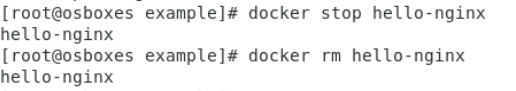 [root@osboxes example]# docker stop hello-nginx
hello-nginx
[root@osboxes example]# docker rm hello-nginx
hello-nginx